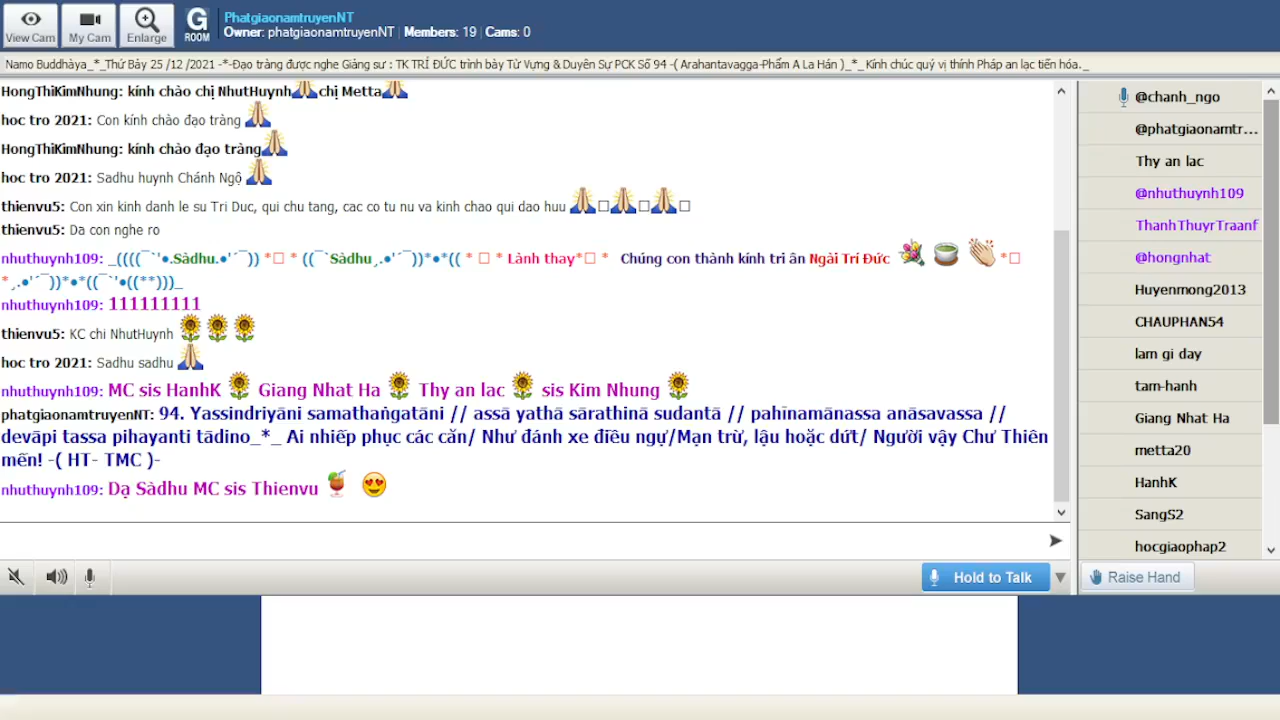 View Cam
My Cam
Enlarge
G
ROOM
PhatgiaonamtruyenNT
Owner: phatgiaonamtruyenNT | Members: 19 | Cams: 0
Namo Buddhàya_*_Thứ Bảy 25 /12 /2021 -*-Đạo tràng được nghe Giảng sư : TK TRÍ ĐỨC trình bày Từ Vựng & Duyên Sự PCK Số 94 -( Arahantavagga-Phẩm A La Hán )_*_ Kính chúc quý vị thính Pháp an lạc tiến hóa._
HongThiKimNhung: kính chào chị NhutHuynh🙏chị Metta🙏
hoc tro 2021: Con kính chào đạo tràng 🙏
HongThiKimNhung: kính chào đạo tràng🙏
hoc tro 2021: Sadhu huynh Chánh Ngộ 🙏
thienvu5: Con xin kinh danh le su Tri Duc, qui chu tang, cac co tu nu va kinh chao qui dao huu 🙏□🙏□🙏□
thienvu5: Da con nghe ro
nhuthuynh109: _((((¯`'•.Sàdhu.•'´¯)) *□ * ((¯`Sàdhu¸.•'´¯))*•*(( * □ * Lành thay*□ * Chúng con thành kính tri ân Ngài Trí Đức 💐 🍵 👏 *□
*¸.•'´¯))*•*((¯`'•((**)))_
nhuthuynh109: 111111111
thienvu5: KC chi NhutHuynh 🌻🌻🌻
hoc tro 2021: Sadhu sadhu 🙏
nhuthuynh109: MC sis HanhK 🌻 Giang Nhat Ha 🌻 Thy an lac 🌻 sis Kim Nhung 🌻
phatgiaonamtruyenNT: 94. Yassindriyāni samathaṅgatāni // assā yathā sārathinā sudantā // pahīnamānassa anāsavassa //
devāpi tassa pihayanti tādino_*_ Ai nhiếp phục các căn/ Như đánh xe điều ngự/Mạn trừ, lậu hoặc dứt/ Người vậy Chư Thiên
mến! -( HT- TMC )-
nhuthuynh109: Dạ Sàdhu MC sis Thienvu 🍹 😍
Hold to Talk
@chanh_ngo
@phatgiaonamtr...
Thy an lac
@nhuthuynh109
ThanhThuyrTraanf
@hongnhat
Huyenmong2013
CHAUPHAN54
lam gi day
tam-hanh
Giang Nhat Ha
metta20
HanhK
SangS2
hocgiaophap2
Raise Hand